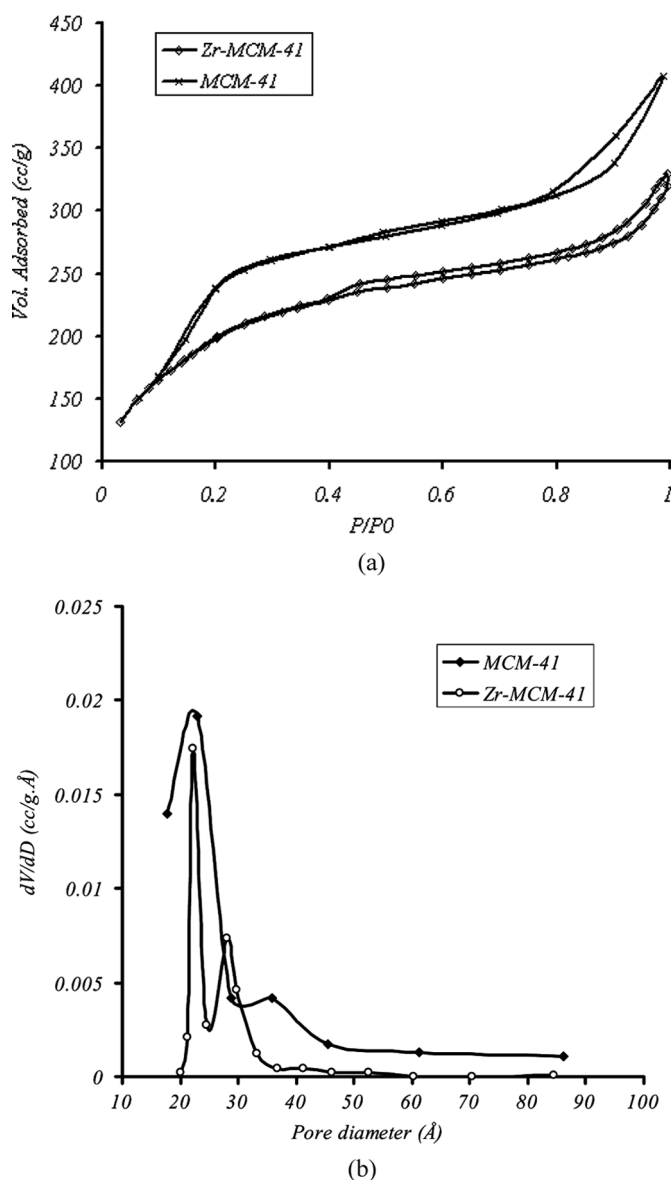 450
400
350
300
250
200
150
100
Vol. Adsorbed (cc/g)
Zr-MCM-41
MCM-41
0 0.2 0.4 0.6 0.8 1
P/P0
(a)
0.025
0.02
0.015
0.01
0.005
0
dV/dD (cc/g.Å)
MCM-41
Zr-MCM-41
10 20 30 40 50 60 70 80 90 100
Pore diameter (Å)
(b)